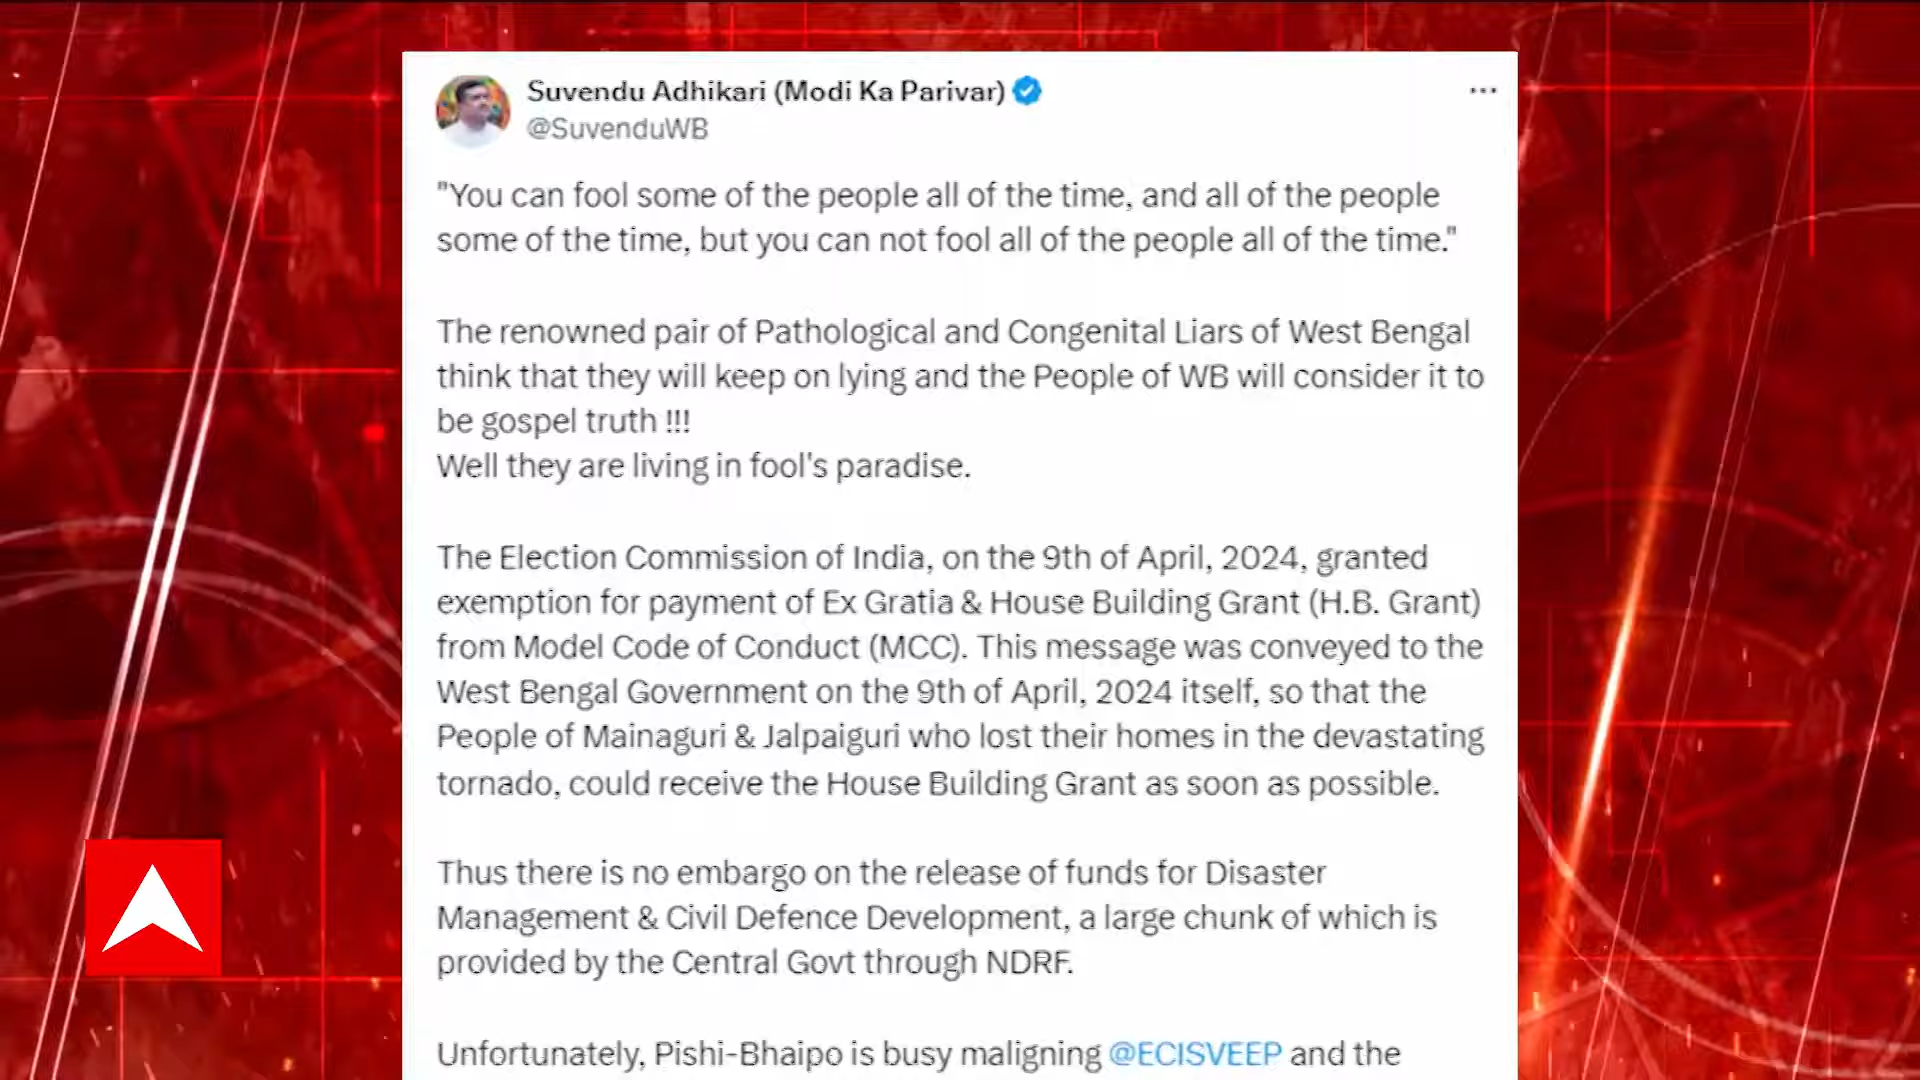 Suvendu Adhikari (Modi Ka Parivar)
@SuvenduWB
"You can fool some of the people all of the time, and all of the people
some of the time, but you can not fool all of the people all of the time."
The renowned pair of Pathological and Congenital Liars of West Bengal
think that they will keep on lying and the People of WB will consider it to
be gospel truth !!!
Well they are living in fool's paradise.
The Election Commission of India, on the 9th of April, 2024, granted
exemption for payment of Ex Gratia & House Building Grant (H.B. Grant)
from Model Code of Conduct (MCC). This message was conveyed to the
West Bengal Government on the 9th of April, 2024 itself, so that the
People of Mainaguri & Jalpaiguri who lost their homes in the devastating
tornado, could receive the House Building Grant as soon as possible.
Thus there is no embargo on the release of funds for Disaster
Management & Civil Defence Development, a large chunk of which is
provided by the Central Govt through NDRF.
Unfortunately, Pishi-Bhaipo is busy maligning @ECISVEEP and the